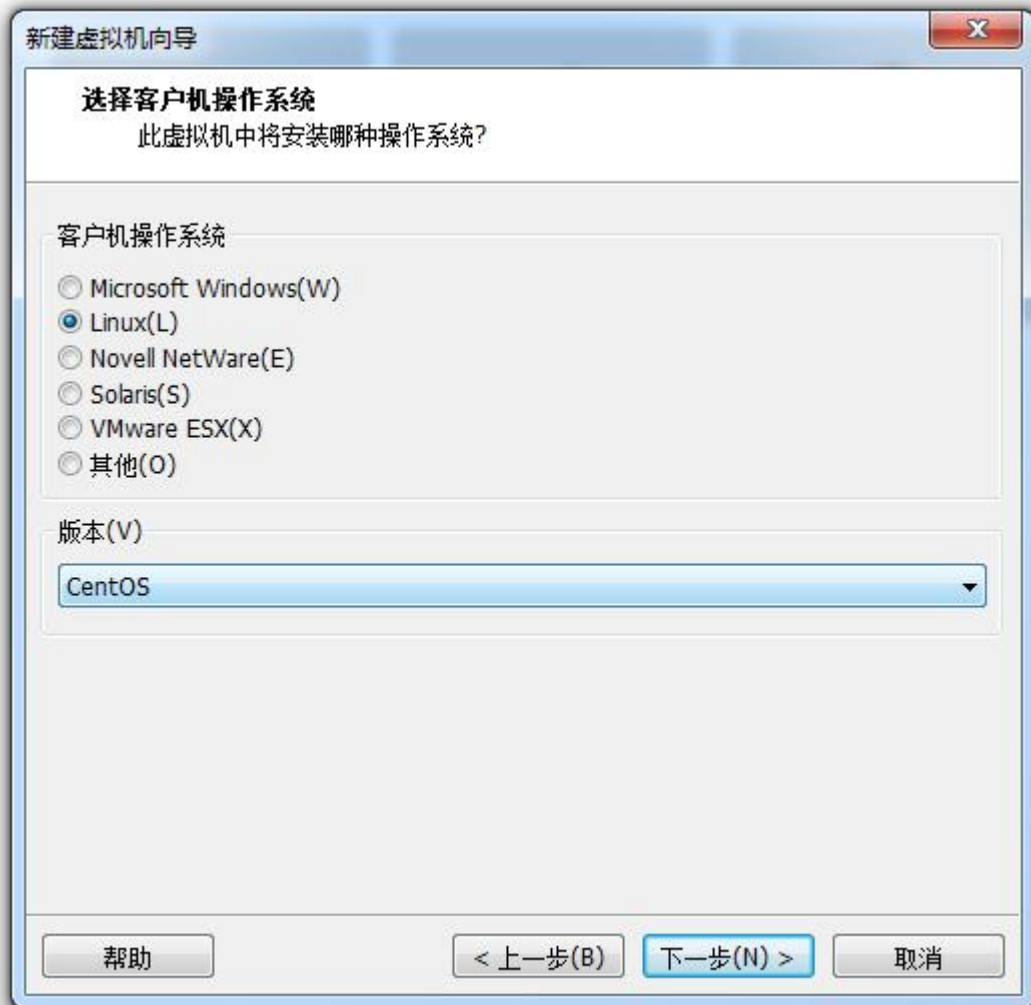 新建虚拟机向导
选择客户机操作系统
此虚拟机中将安装哪种操作系统?
客户机操作系统
Microsoft Windows(W)
Linux(L)
Novell NetWare(E)
Solaris(S)
VMware ESX(X)
其他(O)
版本(V)
CentOS
帮助
< 上一步(B)
下一步(N) >
取消